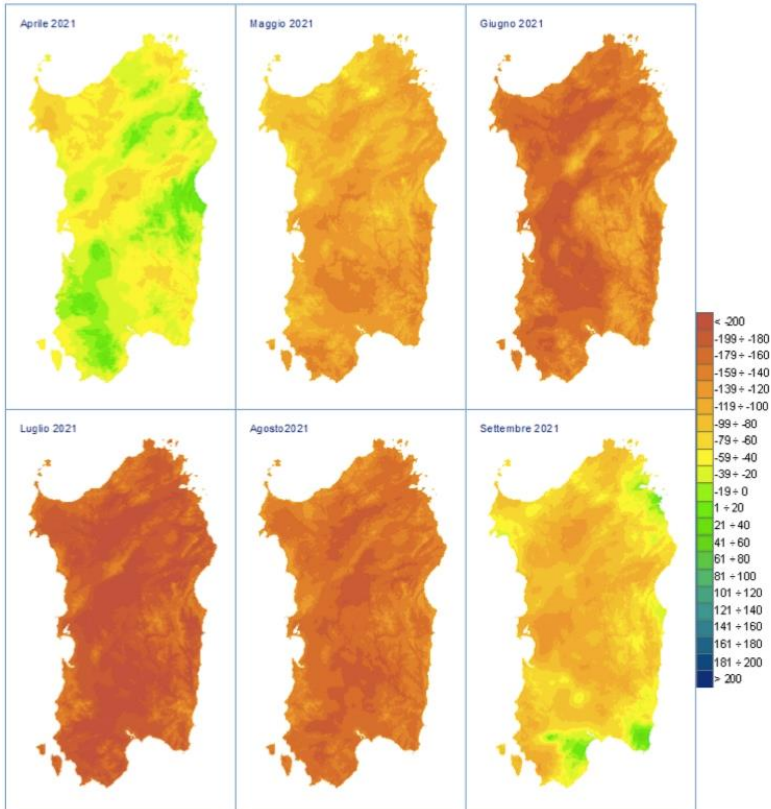 Aprile 2021
Maggio 2021
Giugno 2021
Luglio 2021
Agosto2021
Settembre 2021
< -200
-199 ÷ -180
-179 ÷ -160
-159 ÷ -140
-139 ÷ -120
-119 ÷ -100
-99 ÷ -80
-79 ÷ -60
-59 ÷ -40
-39 ÷ -20
-19 ÷ 0
1 ÷ 20
21 ÷ 40
41 ÷ 60
61 ÷ 80
81 ÷ 100
101 ÷ 120
121 ÷ 140
141 ÷ 160
161 ÷ 180
181 ÷ 200
> 200